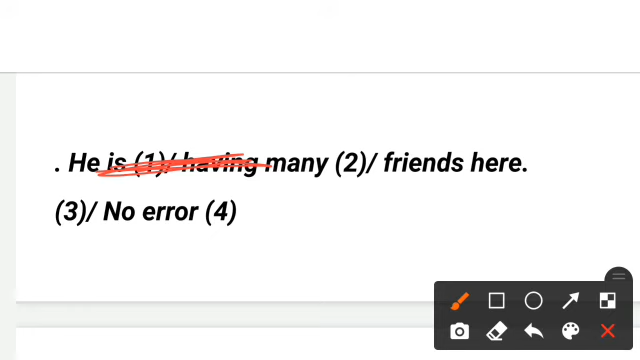 . He is (1)/ having many (2)/ friends here.
(3)/ No error (4)